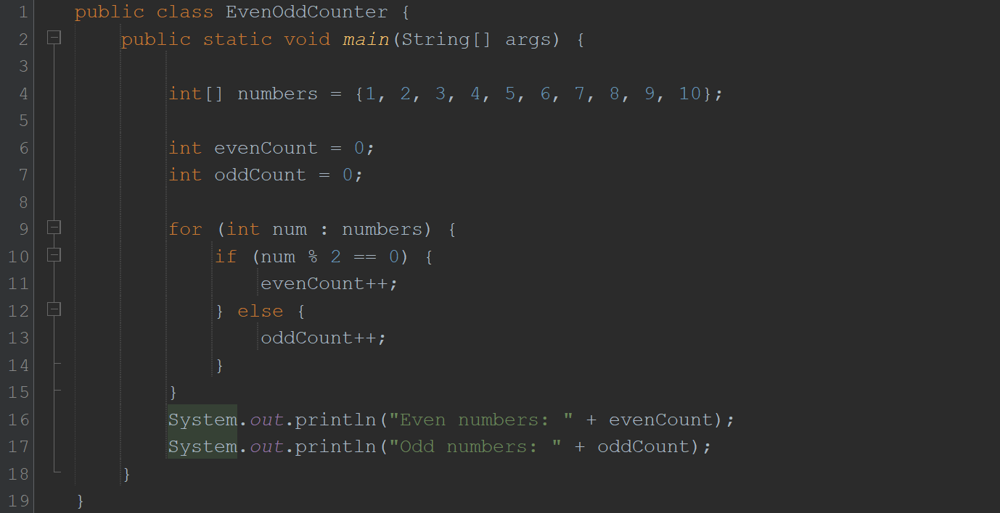 1 public class EvenOddCounter {
2 public static void main(String[] args) {
3
4 int[] numbers = {1, 2, 3, 4, 5, 6, 7, 8, 9, 10};
5
6 int evenCount = 0;
7 int oddCount = 0;
8
9 for (int num : numbers) {
10 if (num % 2 == 0) {
11 evenCount++;
12 } else {
13 oddCount++;
14 }
15 }
16 System.out.println("Even numbers: " + evenCount);
17 System.out.println("Odd numbers: " + oddCount);
18 }
19 }